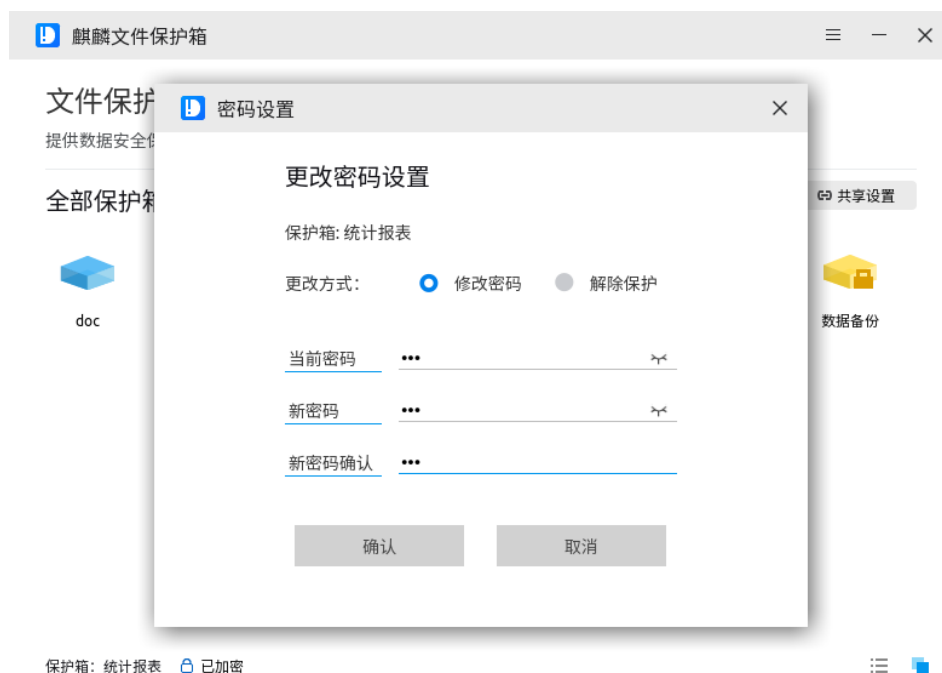 麒麟文件保护箱
文件保护
密码设置
提供数据安全保
更改密码设置
全部保护箱
共享设置
保护箱: 统计报表
更改方式: 修改密码 解除保护
doc
数据备份
当前密码 •••
新密码 •••
新密码确认 •••
确认 取消
保护箱: 统计报表 已加密